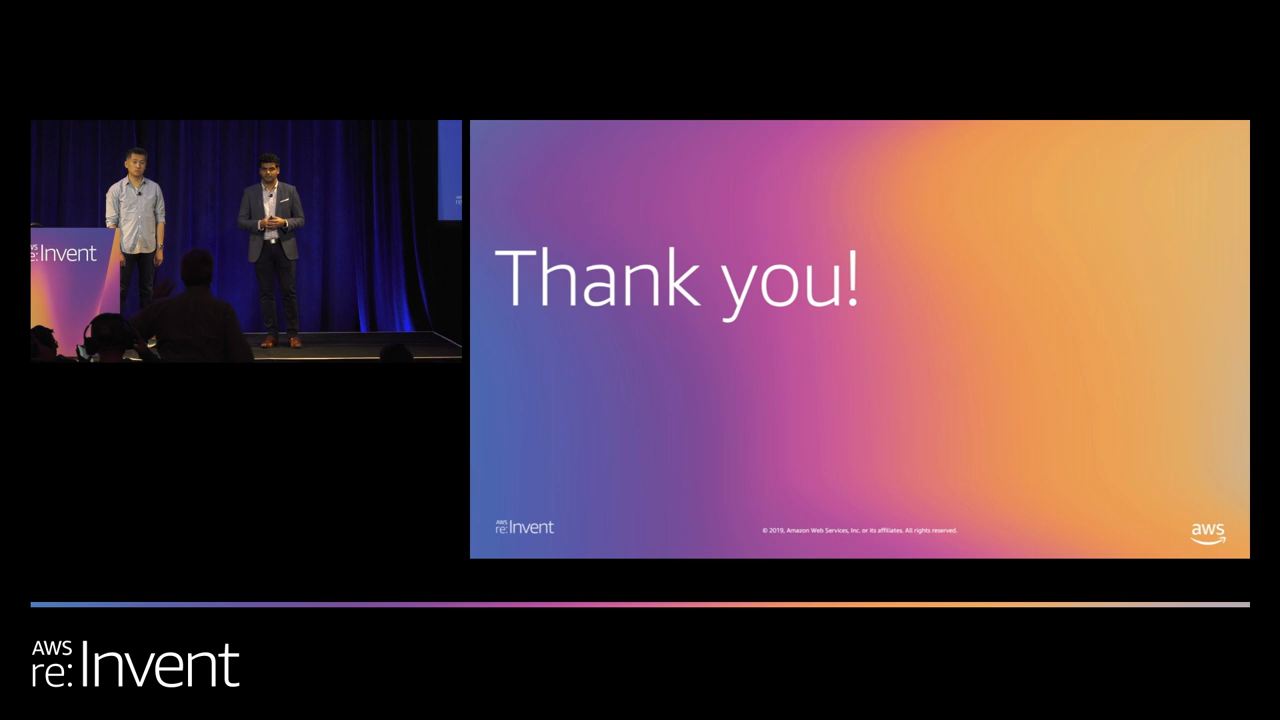 re:Invent
Thank you!
AWS
re:Invent
© 2019, Amazon Web Services, Inc. or its affiliates. All rights reserved.
aws
AWS
re:Invent